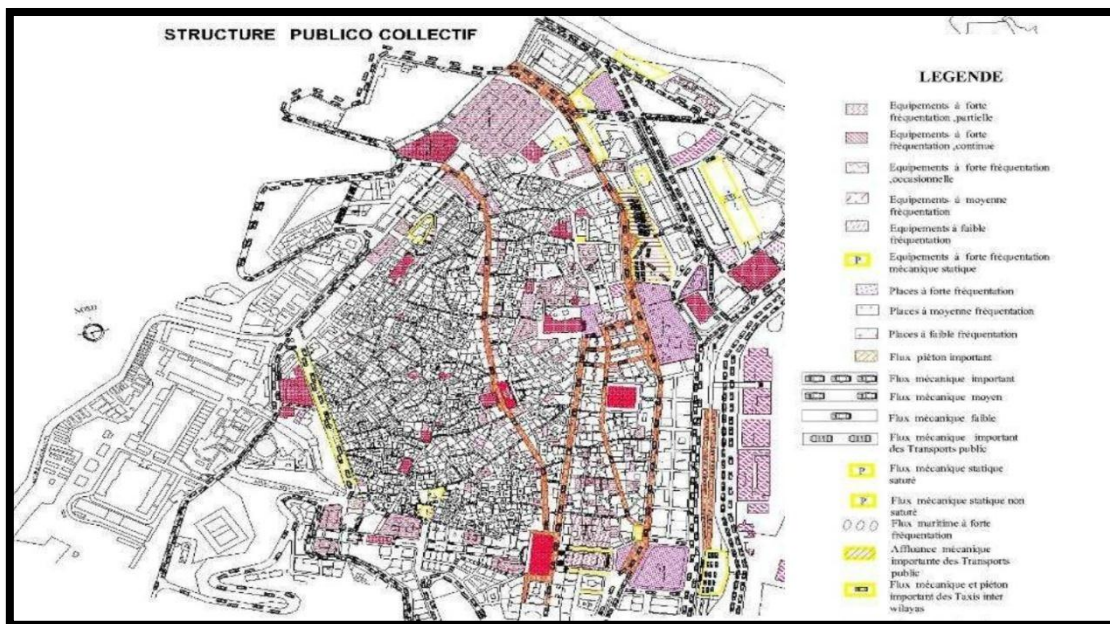 STRUCTURE PUBLICO COLLECTIF
LEGENDE
Equipements à forte
fréquentation ,partielle
Equipements à forte
fréquentation ,continue
Equipements à forte fréquentation
,occasionnelle
Equipements à moyenne
fréquentation
Equipements à faible
fréquentation
P
Equipements à forte fréquentation
mécanique statique
Places à forte fréquentation
Places à moyenne fréquentation
Places à faible fréquentation
Flux piéton important
Flux mécanique important
Flux mécanique moyen
Flux mécanique faible
Flux mécanique important
des Transports public
P
Flux mécanique statique
saturé
P
Flux mécanique statique non
saturé
Flux maritime à forte
fréquentation
Affluance mécanique
importante des Transports
public
Flux mécanique et piéton
important des Taxis inter
wilayas